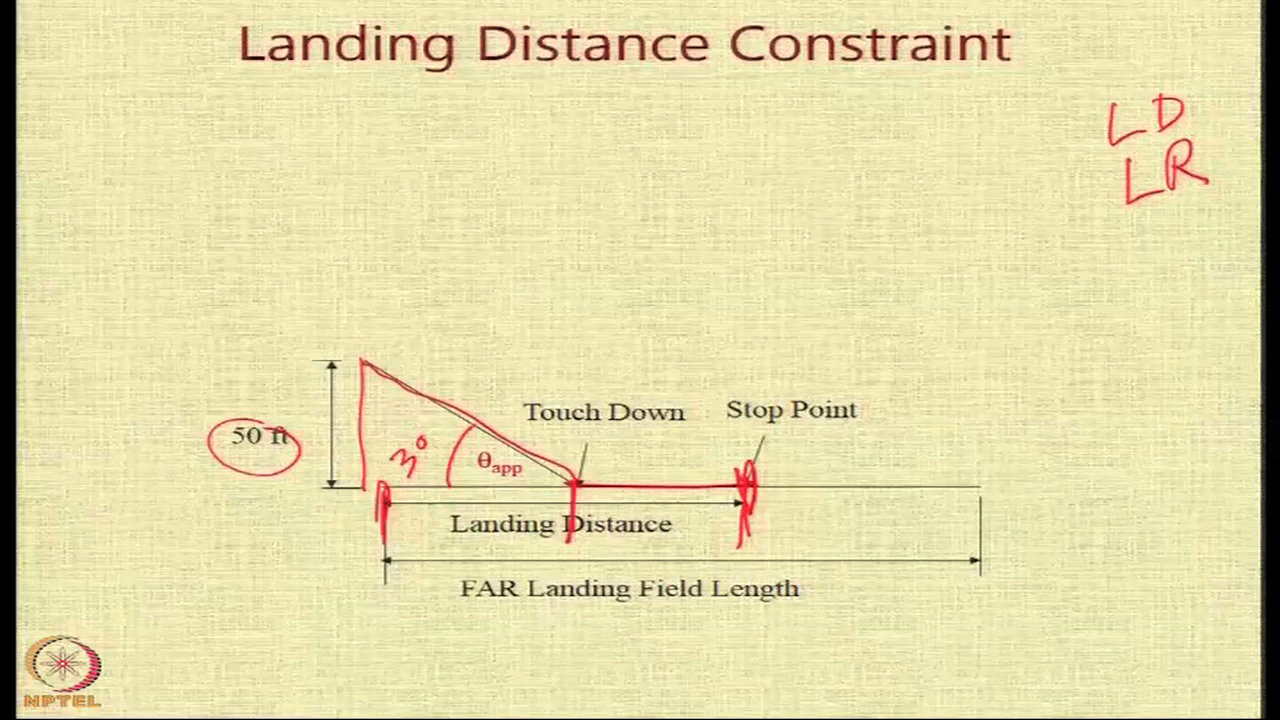 Landing Distance Constraint
LD
LR
50 ft
3°
θapp
Touch Down
Stop Point
Landing Distance
FAR Landing Field Length
NPTEL